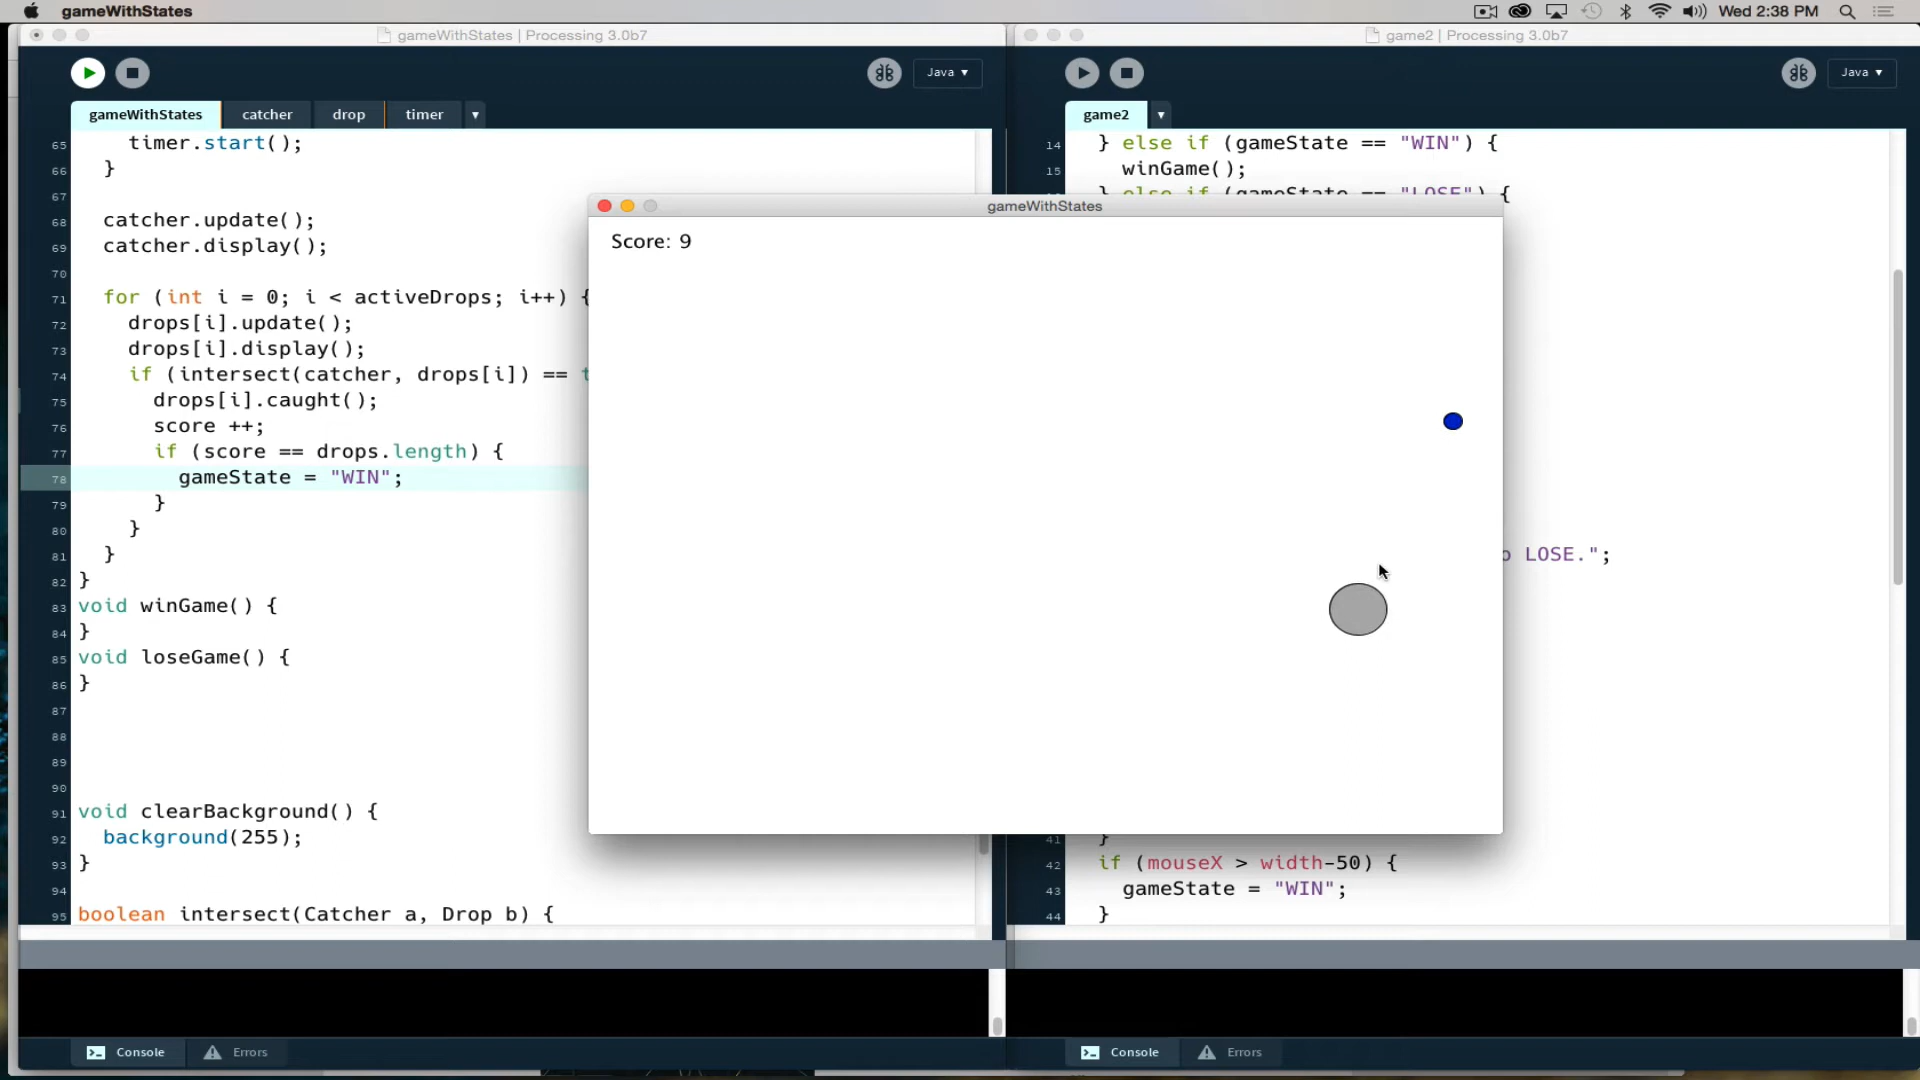 gameWithStates
Wed 2:38 PM
gameWithStates | Processing 3.0b7
Java ▾
gameWithStates catcher drop timer ▾
65 timer.start();
66 }
67
68 catcher.update();
69 catcher.display();
70
71 for (int i = 0; i < activeDrops; i++) {
72 drops[i].update();
73 drops[i].display();
74 if (intersect(catcher, drops[i]) == t
75 drops[i].caught();
76 score ++;
77 if (score == drops.length) {
78 gameState = "WIN";
79 }
80 }
81 }
82 }
83 void winGame() {
84 }
85 void loseGame() {
86 }
87
88
89
90
91 void clearBackground() {
92 background(255);
93 }
94
95 boolean intersect(Catcher a, Drop b) {
Console Errors
gameWithStates
Score: 9
game2 | Processing 3.0b7
Java ▾
game2 ▾
14 } else if (gameState == "WIN") {
15 winGame();
} else if (gameState == "LOSE") {
o LOSE.";
41 }
42 if (mouseX > width-50) {
43 gameState = "WIN";
44 }
Console Errors